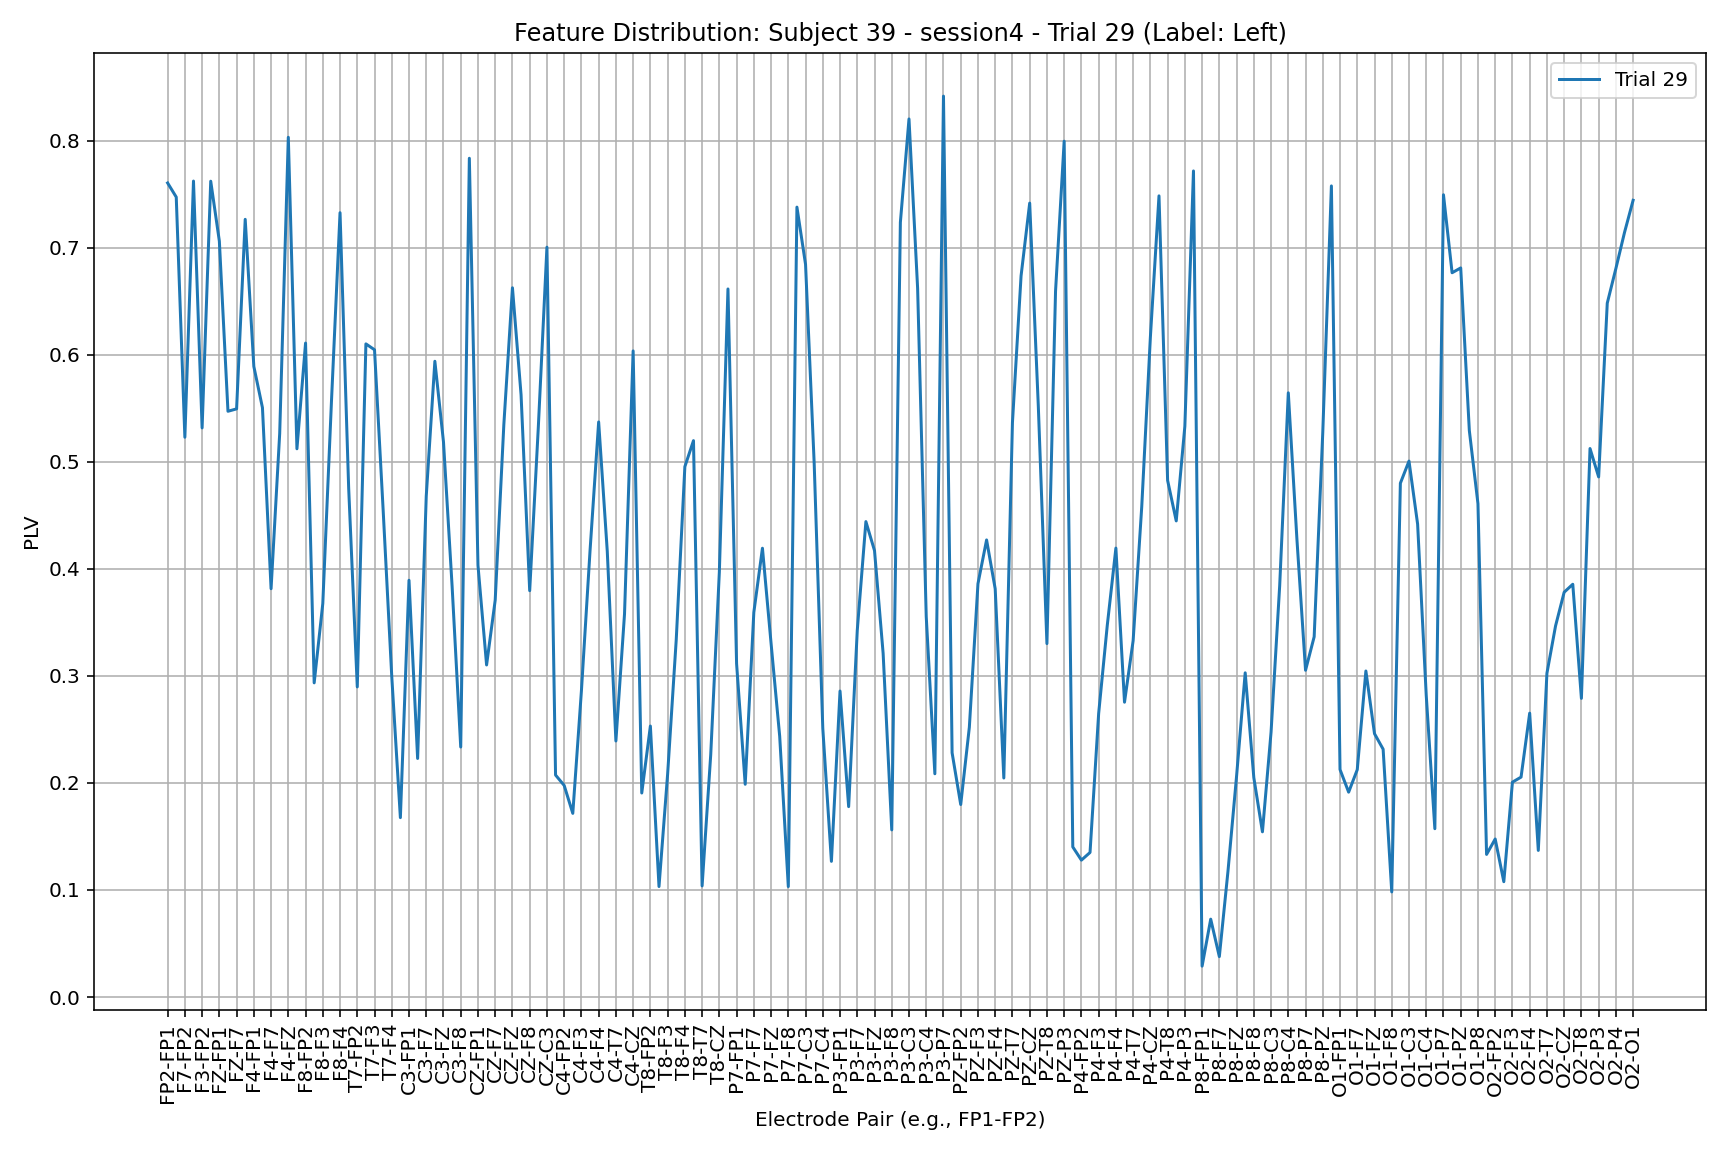 Feature Distribution: Subject 39 - session4 - Trial 29 (Label: Left)
Trial 29
PLV
0.8
0.7
0.6
0.5
0.4
0.3
0.2
0.1
0.0
FP2-FP1
F7-FP2
F3-FP2
FZ-FP1
FZ-F7
F4-FP1
F4-F7
F4-FZ
F8-FP2
F8-F3
F8-F4
T7-FP2
T7-F3
T7-F4
C3-FP1
C3-F7
C3-FZ
C3-F8
CZ-FP1
CZ-F7
CZ-FZ
CZ-F8
CZ-C3
C4-FP2
C4-F3
C4-F4
C4-T7
C4-CZ
T8-FP2
T8-F3
T8-F4
T8-T7
T8-CZ
P7-FP1
P7-F7
P7-FZ
P7-F8
P7-C3
P7-C4
P3-FP1
P3-F7
P3-FZ
P3-F8
P3-C3
P3-C4
P3-P7
PZ-FP2
PZ-F3
PZ-F4
PZ-T7
PZ-CZ
PZ-T8
PZ-P3
P4-FP2
P4-F3
P4-F4
P4-T7
P4-CZ
P4-T8
P4-P3
P8-FP1
P8-F7
P8-FZ
P8-F8
P8-C3
P8-C4
P8-P7
P8-PZ
O1-FP1
O1-F7
O1-FZ
O1-F8
O1-C3
O1-C4
O1-P7
O1-PZ
O1-P8
O2-FP2
O2-F3
O2-F4
O2-T7
O2-CZ
O2-T8
O2-P3
O2-P4
O2-O1
Electrode Pair (e.g., FP1-FP2)